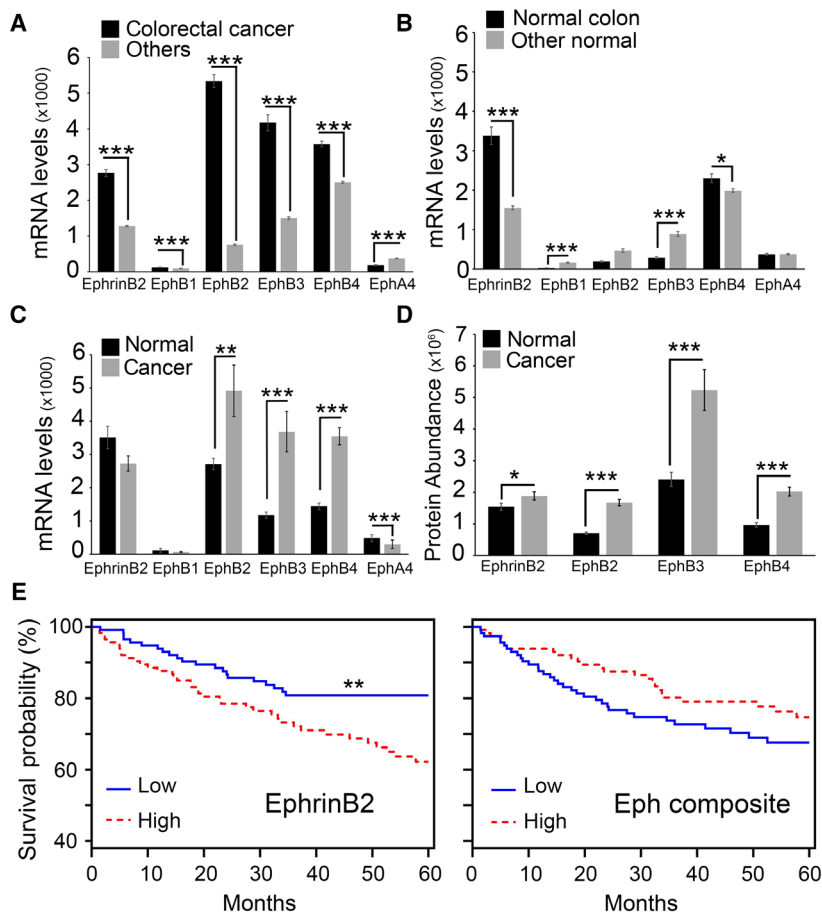 A
Colorectal cancer
Others
mRNA levels (x1000)
6
5
4
3
2
1
0
***
***
***
***
***
***
EphrinB2 EphB1 EphB2 EphB3 EphB4 EphA4
B
Normal colon
Other normal
mRNA levels (x1000)
6
5
4
3
2
1
0
***
***
***
*
EphrinB2 EphB1 EphB2 EphB3 EphB4 EphA4
C
Normal
Cancer
mRNA levels (x1000)
6
5
4
3
2
1
0
**
***
***
***
EphrinB2 EphB1 EphB2 EphB3 EphB4 EphA4
D
Normal
Cancer
Protein Abundance (x10⁶)
7
6
5
4
3
2
1
0
*
***
***
***
EphrinB2 EphB2 EphB3 EphB4
E
Survival probability (%)
100
80
60
40
**
Low
High
EphrinB2
0 10 20 30 40 50 60
Months
100
80
60
40
Low
High
Eph composite
0 10 20 30 40 50 60
Months